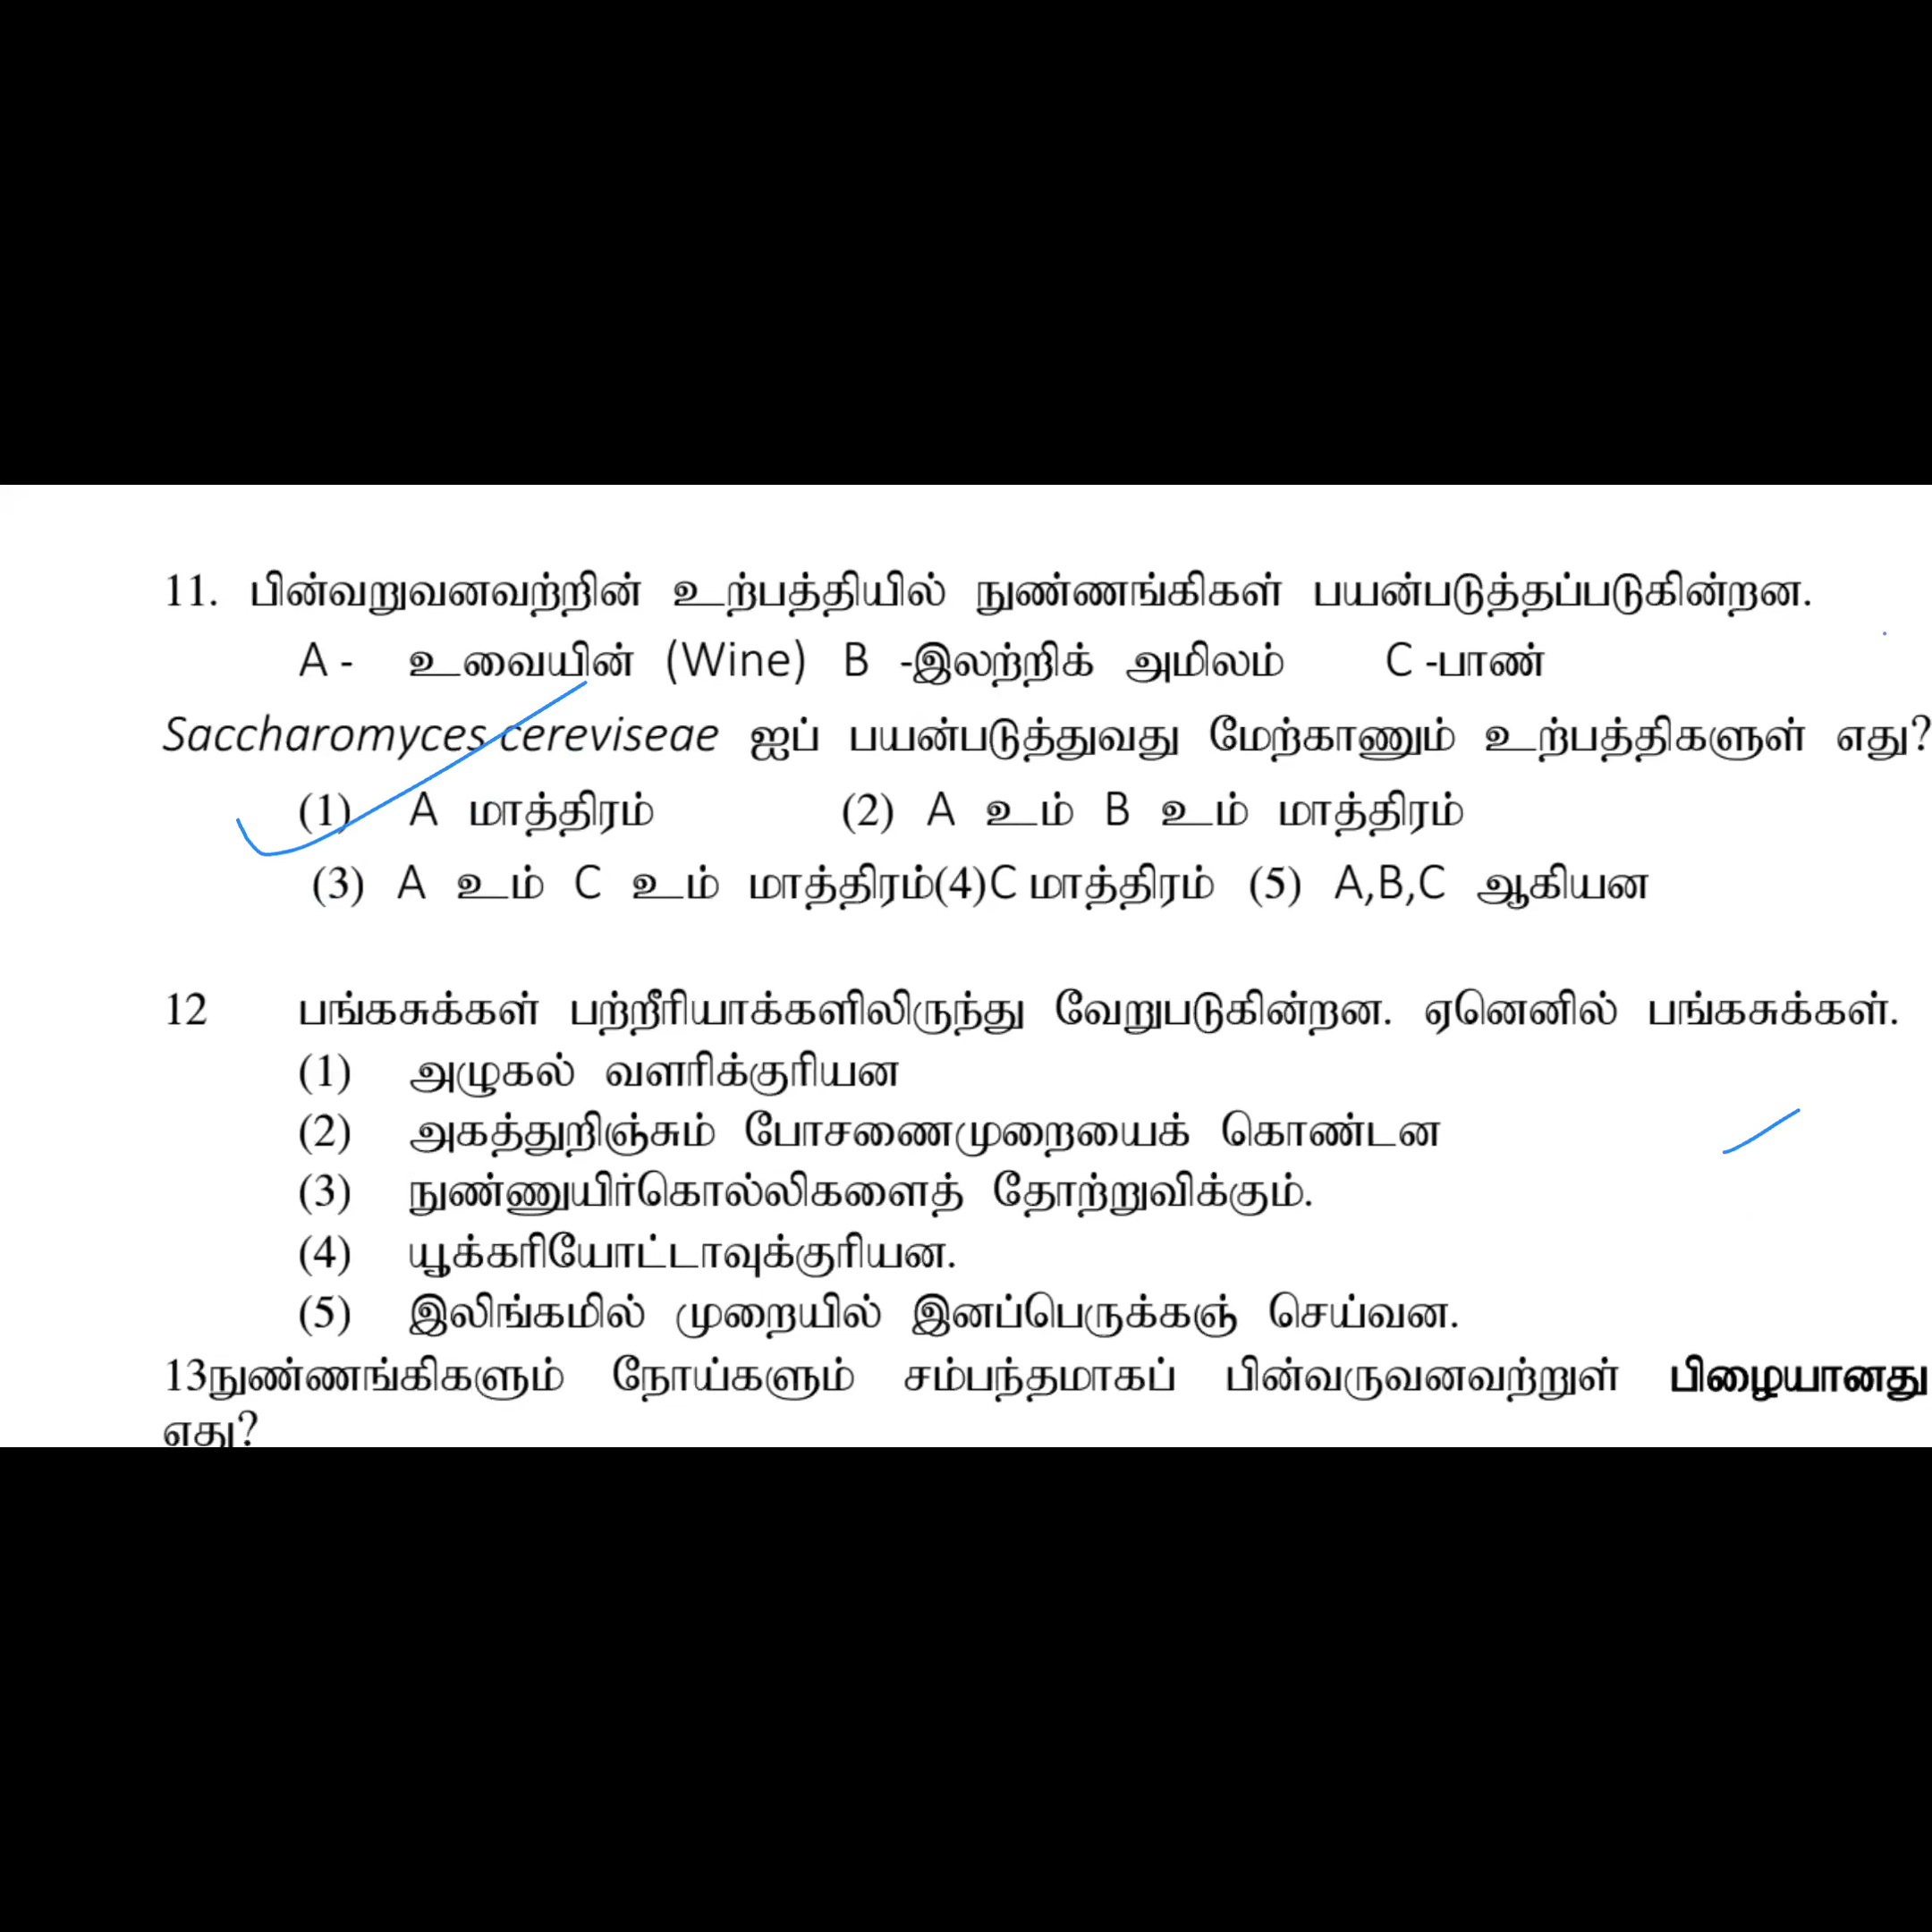 11. பின்வறுவனவற்றின் உற்பத்தியில் நுண்ணங்கிகள் பயன்படுத்தப்படுகின்றன.
A - உவையின் (Wine) B -இலற்றிக் அமிலம் C -பாண்
Saccharomyces cereviseae ஐப் பயன்படுத்துவது மேற்காணும் உற்பத்திகளுள் எது?
(1) A மாத்திரம் (2) A உம் B உம் மாத்திரம்
(3) A உம் C உம் மாத்திரம்(4)C மாத்திரம் (5) A,B,C ஆகியன
12 பங்கசுக்கள் பற்றீரியாக்களிலிருந்து வேறுபடுகின்றன. ஏனெனில் பங்கசுக்கள்.
(1) அழுகல் வளரிக்குரியன
(2) அகத்துறிஞ்சும் போசணைமுறையைக் கொண்டன
(3) நுண்ணுயிர்கொல்லிகளைத் தோற்றுவிக்கும்.
(4) யூக்கரியோட்டாவுக்குரியன.
(5) இலிங்கமில் முறையில் இனப்பெருக்கஞ் செய்வன.
13நுண்ணங்கிகளும் நோய்களும் சம்பந்தமாகப் பின்வருவனவற்றுள் பிழையானது
எது?